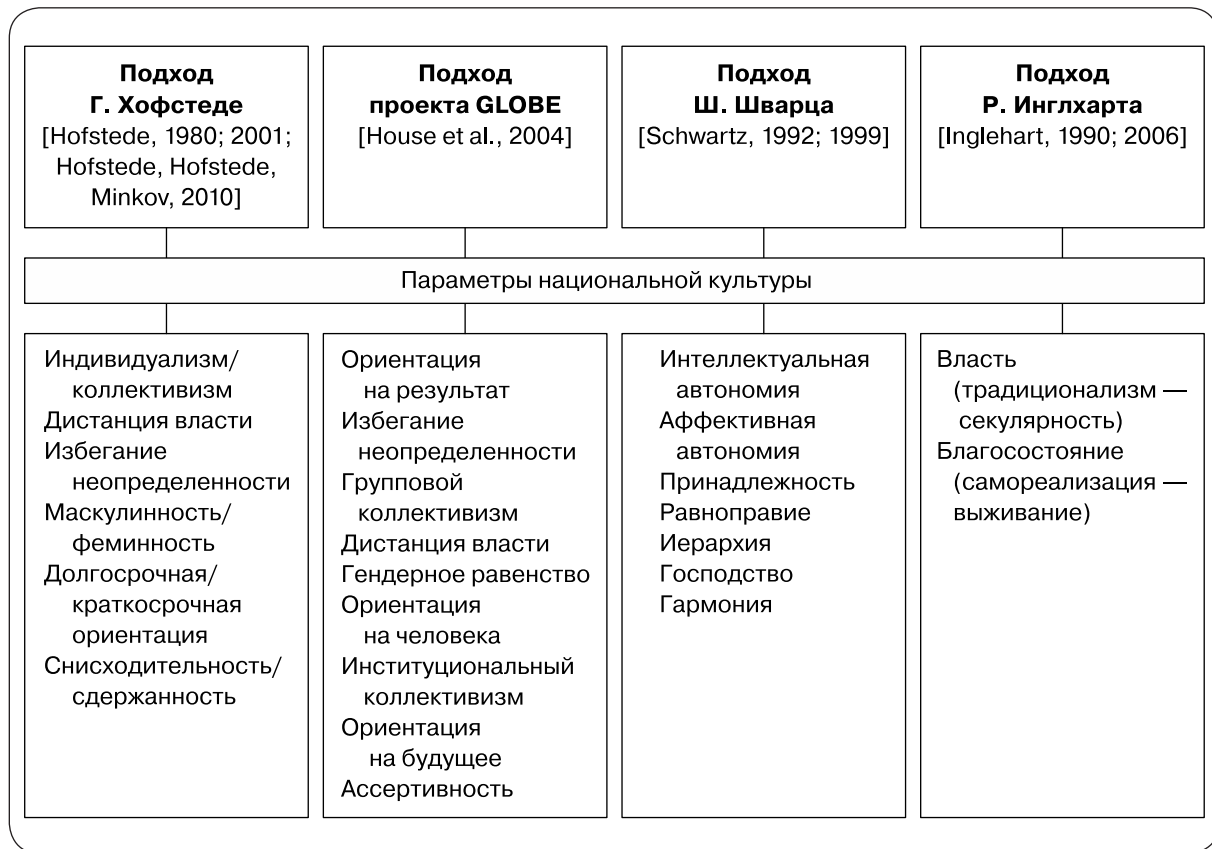 Подход
Г. Хофстеде
[Hofstede, 1980; 2001;
Hofstede, Hofstede,
Minkov, 2010]
Подход
проекта GLOBE
[House et al., 2004]
Подход
Ш. Шварца
[Schwartz, 1992; 1999]
Подход
Р. Инглхарта
[Inglehart, 1990; 2006]
Параметры национальной культуры
Индивидуализм/
коллективизм
Дистанция власти
Избегание
неопределенности
Маскулинность/
феминность
Долгосрочная/
краткосрочная
ориентация
Снисходительность/
сдержанность
Ориентация
на результат
Избегание
неопределенности
Групповой
коллективизм
Дистанция власти
Гендерное равенство
Ориентация
на человека
Институциональный
коллективизм
Ориентация
на будущее
Ассертивность
Интеллектуальная
автономия
Аффективная
автономия
Принадлежность
Равноправие
Иерархия
Господство
Гармония
Власть
(традиционализм —
секулярность)
Благосостояние
(самореализация —
выживание)